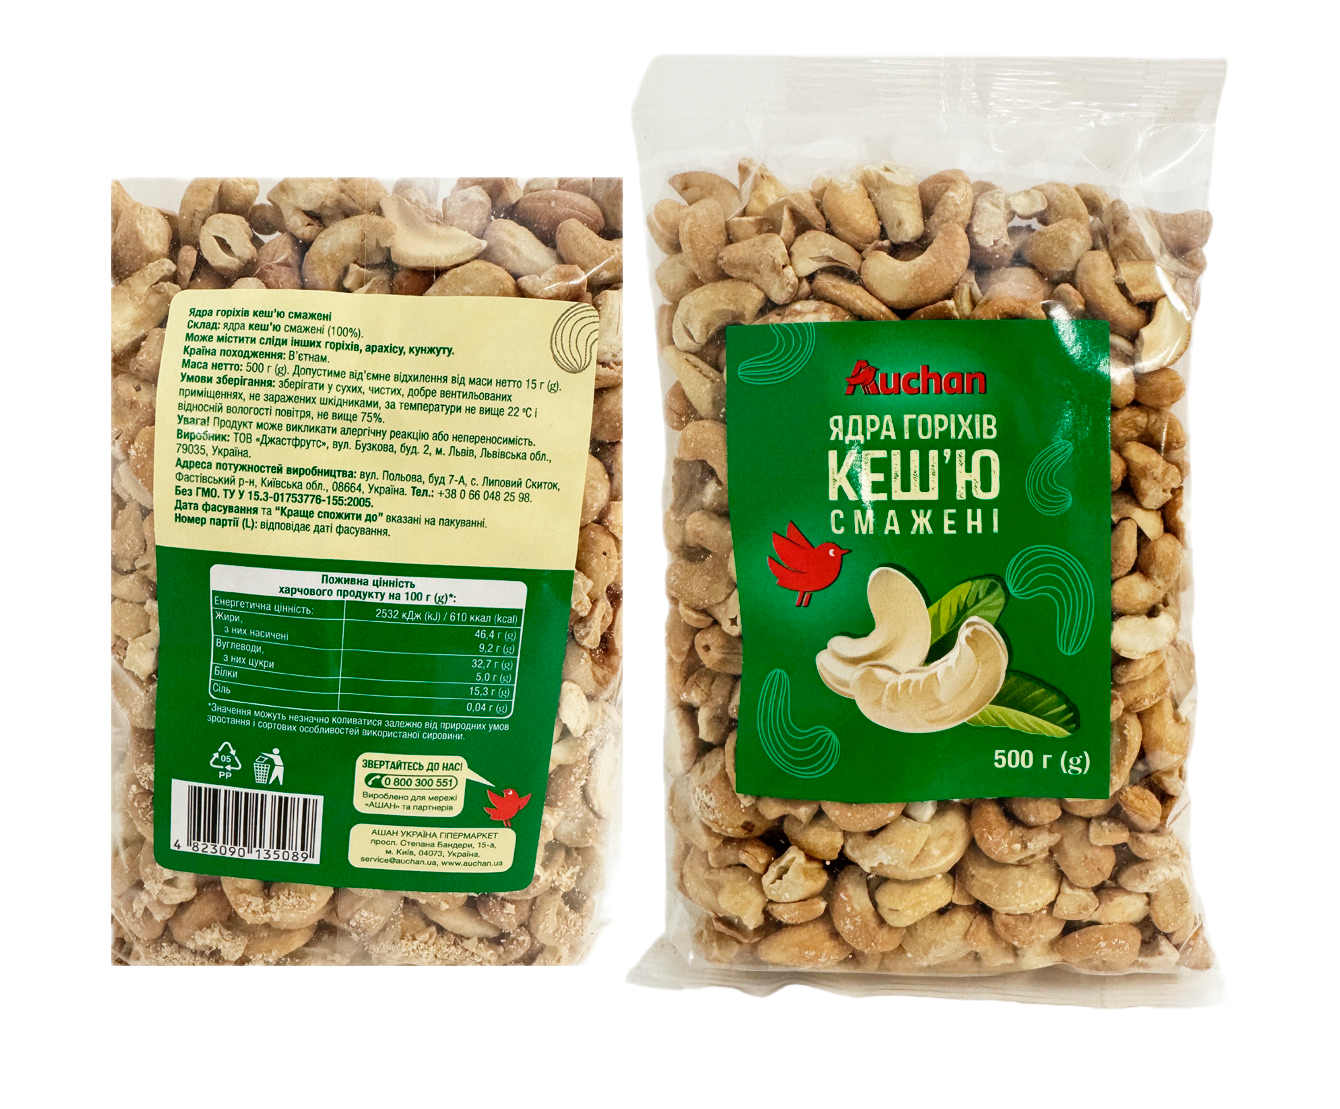 Ядра горіхів кеш'ю смажені
Склад: ядра кеш'ю смажені (100%).
Може містити сліди інших горіхів, арахісу, кунжуту.
Країна походження: В'єтнам.
Маса нетто: 500 г (g). Допустиме від'ємне відхилення від маси нетто 15 г (g).
Умови зберігання: зберігати у сухих, чистих, добре вентильованих
приміщеннях, не заражених шкідниками, за температури не вище 22 °С і
відносній вологості повітря, не вище 75%.
Увага! Продукт може викликати алергічну реакцію або непереносимість.
Виробник: ТОВ «Джастфрутс», вул. Бузкова, буд. 2, м. Львів, Львівська обл.,
79035, Україна.
Адреса потужностей виробництва: вул. Польова, буд 7-А, с. Липовий Скиток,
Фастівський р-н, Київська обл., 08664, Україна. Тел.: +38 0 66 048 25 98.
Без ГМО. ТУ У 15.3-01753776-155:2005.
Дата фасування та "Краще спожити до" вказані на пакуванні.
Номер партії (L): відповідає даті фасування.
Поживна цінність
харчового продукту на 100 г (g)*:
Енергетична цінність: 2532 кДж (kJ) / 610 ккал (kcal)
Жири, 46,4 г (g)
з них насичені 9,2 г (g)
Вуглеводи, 32,7 г (g)
з них цукри 5,0 г (g)
Білки 15,3 г (g)
Сіль 0,04 г (g)
*Значення можуть незначно коливатися залежно від природних умов
зростання і сортових особливостей використаної сировини.
05
PP
ЗВЕРТАЙТЕСЬ ДО НАС!
0 800 300 551
Вироблено для мережі
«АШАН» та партнерів
АШАН УКРАЇНА ГІПЕРМАРКЕТ
просп. Степана Бандери, 15-а,
м. Київ, 04073, Україна.
service@auchan.ua, www.auchan.ua
4 823090 135089
Auchan
ЯДРА ГОРІХІВ
КЕШ'Ю
СМАЖЕНІ
500 г (g)